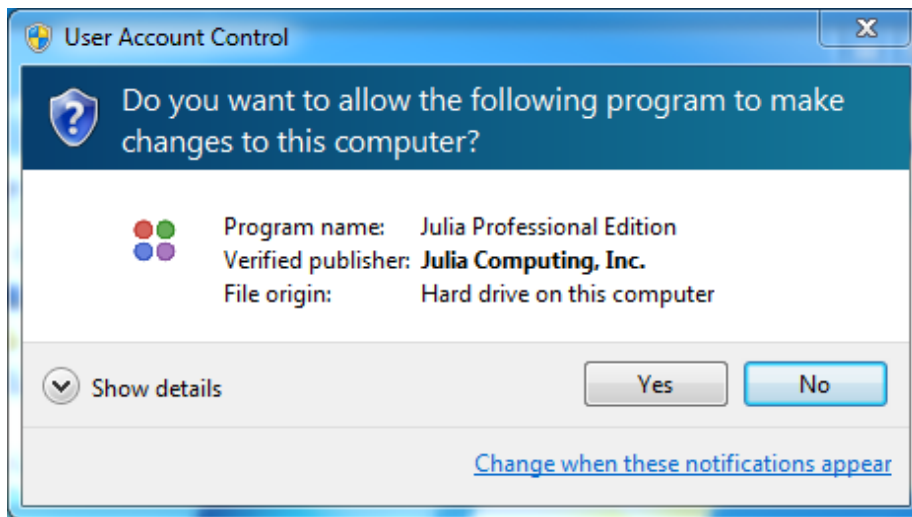 User Account Control
Do you want to allow the following program to make
changes to this computer?
Program name: Julia Professional Edition
Verified publisher: Julia Computing, Inc.
File origin: Hard drive on this computer
Show details
Yes
No
Change when these notifications appear